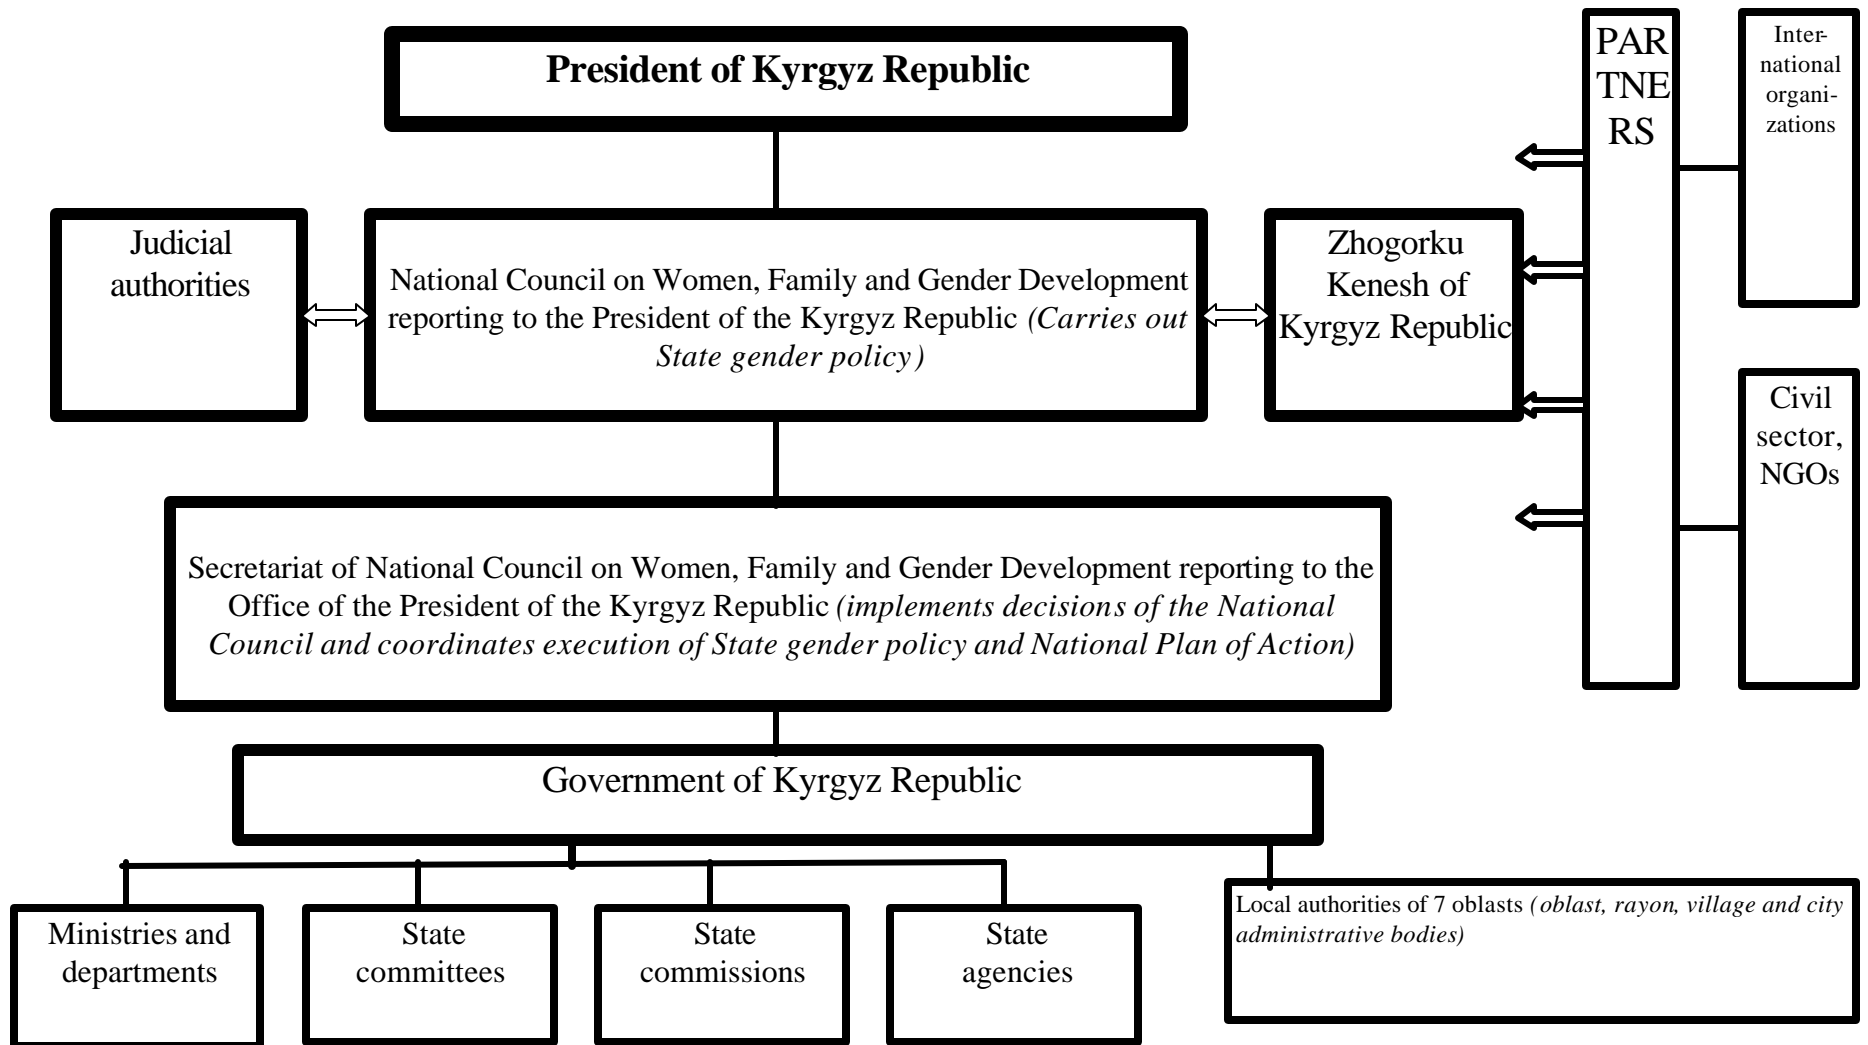 President of Kyrgyz Republic
PAR
TNE
RS
Inter-
national
organi-
zations
Judicial
authorities
National Council on Women, Family and Gender Development
reporting to the President of the Kyrgyz Republic (Carries out
State gender policy)
Zhogorku
Kenesh of
Kyrgyz Republic
Civil
sector,
NGOs
Secretariat of National Council on Women, Family and Gender Development reporting to the
Office of the President of the Kyrgyz Republic (implements decisions of the National
Council and coordinates execution of State gender policy and National Plan of Action)
Government of Kyrgyz Republic
Ministries and
departments
State
committees
State
commissions
State
agencies
Local authorities of 7 oblasts (oblast, rayon, village and city
administrative bodies)